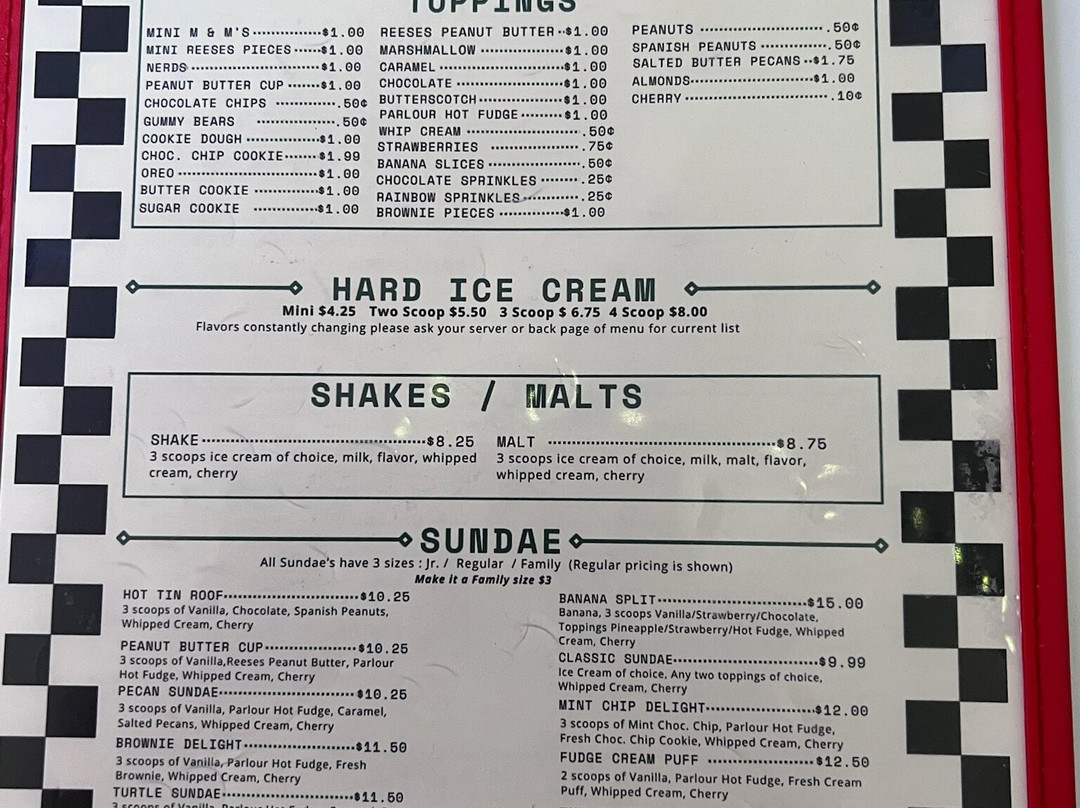 TOPPINGS
MINI M & M'S··············$1.00
MINI REESES PIECES·····$1.00
NERDS ····················$1.00
PEANUT BUTTER CUP ······$1.00
CHOCOLATE CHIPS ···········.50¢
GUMMY BEARS ···············.50¢
COOKIE DOUGH ············$1.00
CHOC. CHIP COOKIE······$1.99
OREO ······················$1.00
BUTTER COOKIE ···········$1.00
SUGAR COOKIE ············$1.00
REESES PEANUT BUTTER··$1.00
MARSHMALLOW ···············$1.00
CARAMEL ····················$1.00
CHOCOLATE ··················$1.00
BUTTERSCOTCH···············$1.00
PARLOUR HOT FUDGE········$1.00
WHIP CREAM ···················.50¢
STRAWBERRIES ················.75¢
BANANA SLICES ···············.50¢
CHOCOLATE SPRINKLES ·······.25¢
RAINBOW SPRINKLES··········.25¢
BROWNIE PIECES ············$1.00
PEANUTS ······················.50¢
SPANISH PEANUTS ············.50¢
SALTED BUTTER PECANS··$1.75
ALMONDS······················$1.00
CHERRY ·························.10¢
HARD ICE CREAM
Mini $4.25 Two Scoop $5.50 3 Scoop $ 6.75 4 Scoop $8.00
Flavors constantly changing please ask your server or back page of menu for current list
SHAKES / MALTS
SHAKE ·········································$8.25
3 scoops ice cream of choice, milk, flavor, whipped
cream, cherry
MALT ·········································$8.75
3 scoops ice cream of choice, milk, malt, flavor,
whipped cream, cherry
SUNDAE
All Sundae's have 3 sizes : Jr. / Regular / Family (Regular pricing is shown)
Make it a Family size $3
HOT TIN ROOF·······················$10.25
3 scoops of Vanilla, Chocolate, Spanish Peanuts,
Whipped Cream, Cherry
PEANUT BUTTER CUP················$10.25
3 scoops of Vanilla,Reeses Peanut Butter, Parlour
Hot Fudge, Whipped Cream, Cherry
PECAN SUNDAE·······················$10.25
3 scoops of Vanilla, Parlour Hot Fudge, Caramel,
Salted Pecans, Whipped Cream, Cherry
BROWNIE DELIGHT···················$11.50
3 scoops of Vanilla, Parlour Hot Fudge, Fresh
Brownie, Whipped Cream, Cherry
TURTLE SUNDAE·····················$11.50
3 scoops of Vanilla, Parlour Hot Fudge,
BANANA SPLIT·························$15.00
Banana, 3 scoops Vanilla/Strawberry/Chocolate,
Toppings Pineapple/Strawberry/Hot Fudge, Whipped
Cream, Cherry
CLASSIC SUNDAE························$9.99
Ice Cream of choice, Any two toppings of choice,
Whipped Cream, Cherry
MINT CHIP DELIGHT···················$12.00
3 scoops of Mint Choc. Chip, Parlour Hot Fudge,
Fresh Choc. Chip Cookie, Whipped Cream, Cherry
FUDGE CREAM PUFF ···················$12.50
2 scoops of Vanilla, Parlour Hot Fudge, Fresh Cream
Puff, Whipped Cream, Cherry